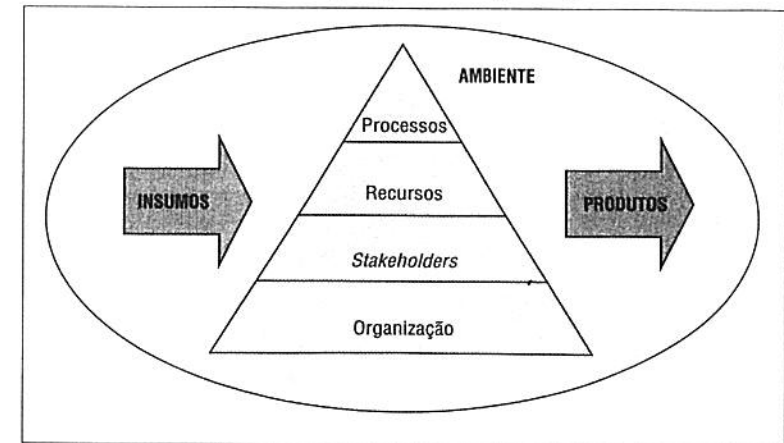 AMBIENTE
Processos
INSUMOS
Recursos
PRODUTOS
Stakeholders
Organização